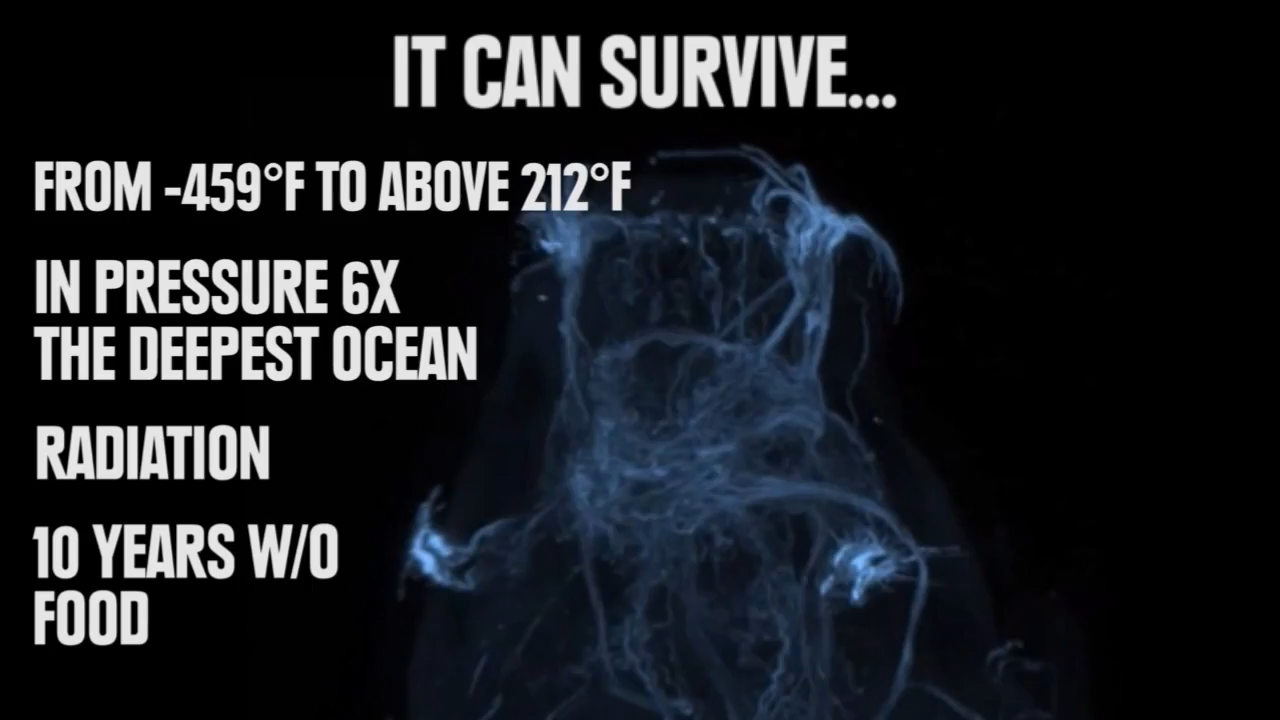 IT CAN SURVIVE...
FROM -459°F TO ABOVE 212°F
IN PRESSURE 6X
THE DEEPEST OCEAN
RADIATION
10 YEARS W/O
FOOD